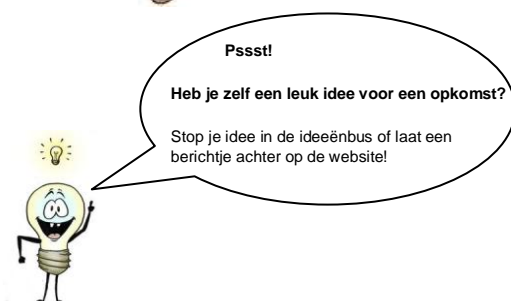 Pssst!
Heb je zelf een leuk idee voor een opkomst?
Stop je idee in de ideeënbus of laat een
berichtje achter op de website!